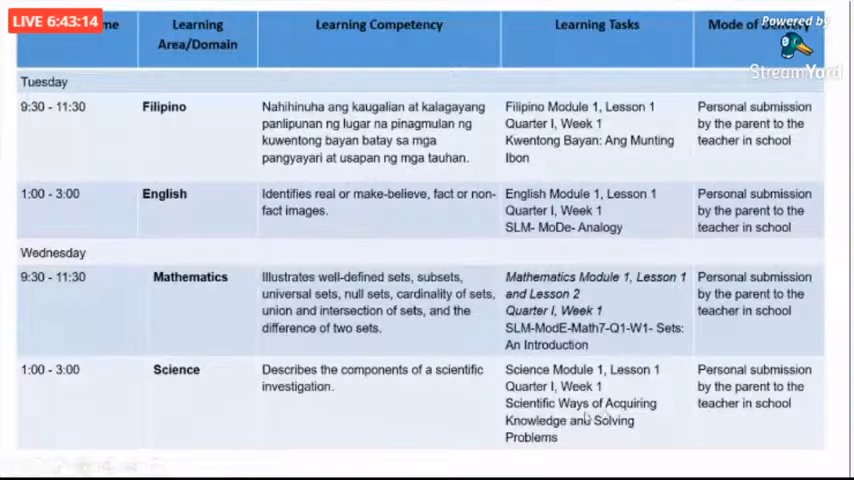 LIVE 6:43:14
me
Learning
Area/Domain
Learning Competency
Learning Tasks
Mode of Delivery
Powered by
StreamYard
Tuesday
9:30 - 11:30
Filipino
Nahihinuha ang kaugalian at kalagayang
panlipunan ng lugar na pinagmulan ng
kuwentong bayan batay sa mga
pangyayari at usapan ng mga tauhan.
Filipino Module 1, Lesson 1
Quarter I, Week 1
Kwentong Bayan: Ang Munting
Ibon
Personal submission
by the parent to the
teacher in school
1:00 - 3:00
English
Identifies real or make-believe, fact or non-
fact images.
English Module 1, Lesson 1
Quarter I, Week 1
SLM- MoDe- Analogy
Personal submission
by the parent to the
teacher in school
Wednesday
9:30 - 11:30
Mathematics
Illustrates well-defined sets, subsets,
universal sets, null sets, cardinality of sets,
union and intersection of sets, and the
difference of two sets.
Mathematics Module 1, Lesson 1
and Lesson 2
Quarter I, Week 1
SLM-ModE-Math7-Q1-W1- Sets:
An Introduction
Personal submission
by the parent to the
teacher in school
1:00 - 3:00
Science
Describes the components of a scientific
investigation.
Science Module 1, Lesson 1
Quarter I, Week 1
Scientific Ways of Acquiring
Knowledge and Solving
Problems
Personal submission
by the parent to the
teacher in school